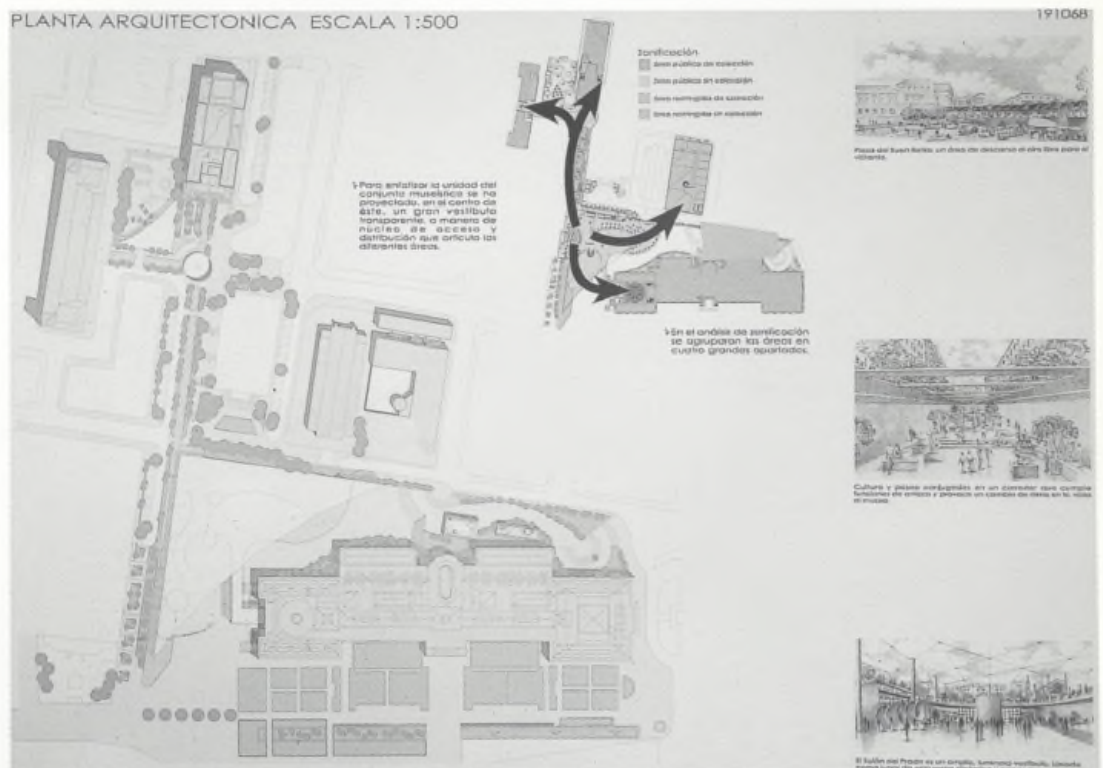 PLANTA ARQUITECTONICA ESCALA 1:500
191068
Zonificación
Área pública de colección
Área pública sin colección
Área restringida de colección
Área restringida sin colección
Para enfatizar la unidad del
conjunto museístico se ha
proyectado, en el centro de
éste, un gran vestíbulo
transparente, a manera de
núcleo de acceso y
distribución que articula las
diferentes áreas.
En el análisis de zonificación
se agruparon las áreas en
cuatro grandes apartados.
Plaza del Buen Retiro, un área de descanso al aire libre para el
visitante.
Cultura y paseo conjugados en un corredor que cumple
funciones de enlace y provoca un cambio de ritmo en la visita
al museo.
El Salón del Prado es un amplio, luminoso vestíbulo,